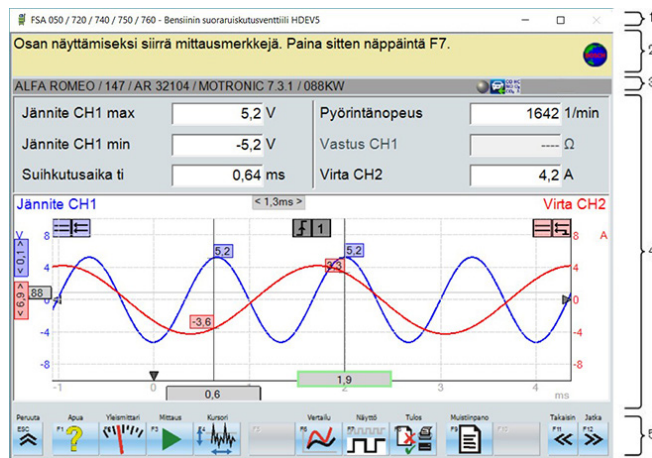 FSA 050 / 720 / 740 / 750 / 760 - Bensiinin suoraruiskutusventtiili HDEV5
1
Osan näyttämiseksi siirrä mittausmerkkejä. Paina sitten näppäintä F7.
2
ALFA ROMEO / 147 / AR 32104 / MOTRONIC 7.3.1 / 088KW
3
Jännite CH1 max 5,2 V Pyörintänopeus 1642 1/min
Jännite CH1 min -5,2 V Vastus CH1 ---- Ω
Suihkutusaika ti 0,64 ms Virta CH2 4,2 A
4
Jännite CH1 < 1,3ms > Virta CH2
V 8 1 8 A
< 0,1 > 5,2 5,2
4 3,3 4
< 6,9 > 88 0 0
-4 -3,6 -4
-8 -8
-1 0 1,9 4
0,6 ms
Peruuta Apua Yleismittari Mittaus Kursori Vertailu Näyttö Tulos Muistiinpano Takaisin Jatka
ESC F1 F3 F4 F9 F11 F12
5